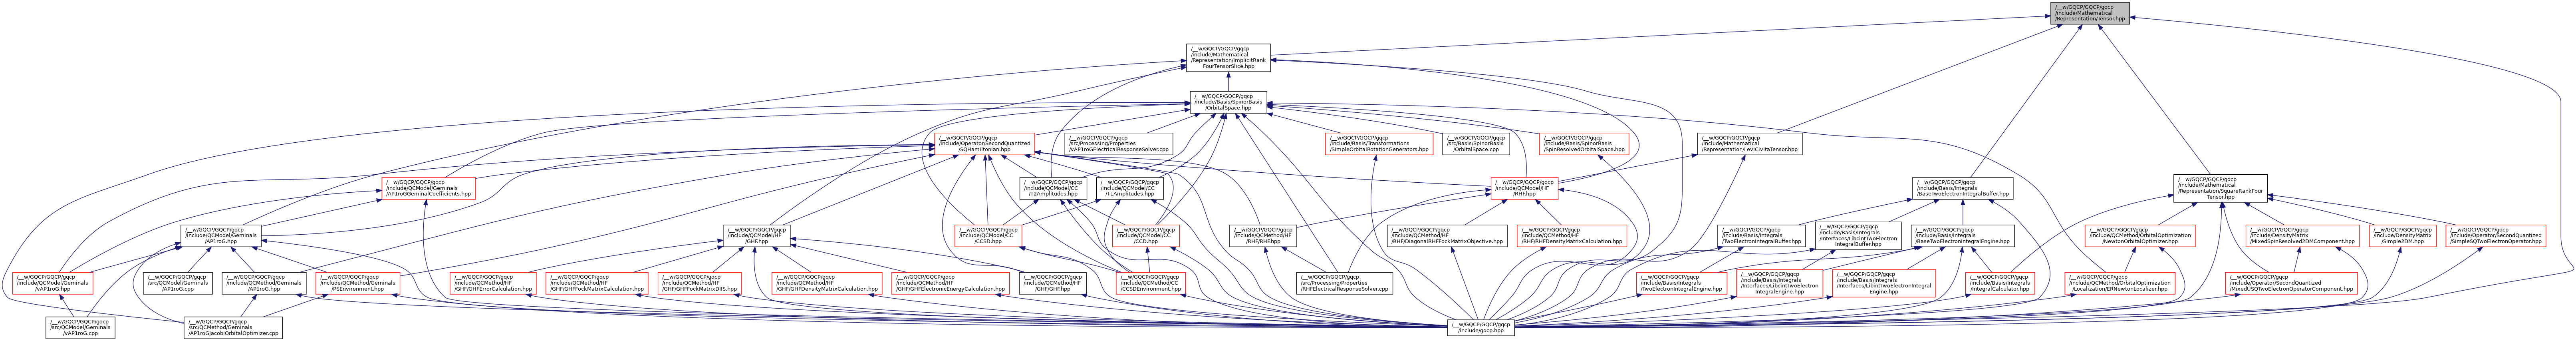 /__w/GQCP/GQCP/gqcp
/include/Mathematical
/Representation/Tensor.hpp
/__w/GQCP/GQCP/gqcp
/include/Mathematical
/Representation/ImplicitRank
FourTensorSlice.hpp
/__w/GQCP/GQCP/gqcp
/include/Basis/SpinorBasis
/OrbitalSpace.hpp
/__w/GQCP/GQCP/gqcp
/include/Operator/SecondQuantized
/SQHamiltonian.hpp
/__w/GQCP/GQCP/gqcp
/src/Processing/Properties
/vAP1roGElectricalResponseSolver.cpp
/__w/GQCP/GQCP/gqcp
/include/Basis/Transformations
/SimpleOrbitalRotationGenerators.hpp
/__w/GQCP/GQCP/gqcp
/src/Basis/SpinorBasis
/OrbitalSpace.cpp
/__w/GQCP/GQCP/gqcp
/include/Basis/SpinorBasis
/SpinResolvedOrbitalSpace.hpp
/__w/GQCP/GQCP/gqcp
/include/Mathematical
/Representation/LeviCivitaTensor.hpp
/__w/GQCP/GQCP/gqcp
/include/QCModel/Geminals
/AP1roGGeminalCoefficients.hpp
/__w/GQCP/GQCP/gqcp
/include/QCModel/CC
/T2Amplitudes.hpp
/__w/GQCP/GQCP/gqcp
/include/QCModel/CC
/T1Amplitudes.hpp
/__w/GQCP/GQCP/gqcp
/include/QCModel/HF
/RHF.hpp
/__w/GQCP/GQCP/gqcp
/include/Basis/Integrals
/BaseTwoElectronIntegralBuffer.hpp
/__w/GQCP/GQCP/gqcp
/include/Mathematical
/Representation/SquareRankFour
Tensor.hpp
/__w/GQCP/GQCP/gqcp
/include/QCModel/Geminals
/AP1roG.hpp
/__w/GQCP/GQCP/gqcp
/include/QCModel/HF
/GHF.hpp
/__w/GQCP/GQCP/gqcp
/include/QCModel/CC
/CCSD.hpp
/__w/GQCP/GQCP/gqcp
/include/QCModel/CC
/CCD.hpp
/__w/GQCP/GQCP/gqcp
/include/QCMethod/HF
/RHF/RHF.hpp
/__w/GQCP/GQCP/gqcp
/include/QCMethod/HF
/RHF/DiagonalRHFFockMatrixObjective.hpp
/__w/GQCP/GQCP/gqcp
/include/QCMethod/HF
/RHF/RHFDensityMatrixCalculation.hpp
/__w/GQCP/GQCP/gqcp
/include/Basis/Integrals
/TwoElectronIntegralBuffer.hpp
/__w/GQCP/GQCP/gqcp
/include/Basis/Integrals
/Interfaces/LibintTwoElectron
IntegralBuffer.hpp
/__w/GQCP/GQCP/gqcp
/include/Basis/Integrals
/BaseTwoElectronIntegralEngine.hpp
/__w/GQCP/GQCP/gqcp
/include/QCMethod/OrbitalOptimization
/NewtonOrbitalOptimizer.hpp
/__w/GQCP/GQCP/gqcp
/include/DensityMatrix
/MixedSpinResolved2DMComponent.hpp
/__w/GQCP/GQCP/gqcp
/include/DensityMatrix
/Simple2DM.hpp
/__w/GQCP/GQCP/gqcp
/include/Operator/SecondQuantized
/SimpleSQTwoElectronOperator.hpp
/__w/GQCP/GQCP/gqcp
/include/QCModel/Geminals
/vAP1roG.hpp
/__w/GQCP/GQCP/gqcp
/src/QCModel/Geminals
/AP1roG.cpp
/__w/GQCP/GQCP/gqcp
/include/QCMethod/Geminals
/AP1roG.hpp
/__w/GQCP/GQCP/gqcp
/include/QCMethod/Geminals
/PSEnvironment.hpp
/__w/GQCP/GQCP/gqcp
/include/QCMethod/HF
/GHF/GHFErrorCalculation.hpp
/__w/GQCP/GQCP/gqcp
/include/QCMethod/HF
/GHF/GHFFockMatrixCalculation.hpp
/__w/GQCP/GQCP/gqcp
/include/QCMethod/HF
/GHF/GHFFockMatrixDIIS.hpp
/__w/GQCP/GQCP/gqcp
/include/QCMethod/HF
/GHF/GHFDensityMatrixCalculation.hpp
/__w/GQCP/GQCP/gqcp
/include/QCMethod/HF
/GHF/GHFElectronicEnergyCalculation.hpp
/__w/GQCP/GQCP/gqcp
/include/QCMethod/HF
/GHF/GHF.hpp
/__w/GQCP/GQCP/gqcp
/include/QCMethod/CC
/CCSDEnvironment.hpp
/__w/GQCP/GQCP/gqcp
/src/Processing/Properties
/RHFElectricalResponseSolver.cpp
/__w/GQCP/GQCP/gqcp
/include/Basis/Integrals
/TwoElectronIntegralEngine.hpp
/__w/GQCP/GQCP/gqcp
/include/Basis/Integrals
/Interfaces/LibcintTwoElectron
IntegralEngine.hpp
/__w/GQCP/GQCP/gqcp
/include/Basis/Integrals
/Interfaces/LibintTwoElectronIntegral
Engine.hpp
/__w/GQCP/GQCP/gqcp
/include/Basis/Integrals
/IntegralCalculator.hpp
/__w/GQCP/GQCP/gqcp
/include/QCMethod/OrbitalOptimization
/Localization/ERNewtonLocalizer.hpp
/__w/GQCP/GQCP/gqcp
/include/Operator/SecondQuantized
/MixedUSQTwoElectronOperatorComponent.hpp
/__w/GQCP/GQCP/gqcp
/src/QCModel/Geminals
/vAP1roG.cpp
/__w/GQCP/GQCP/gqcp
/src/QCMethod/Geminals
/AP1roGJacobiOrbitalOptimizer.cpp
/__w/GQCP/GQCP/gqcp
/include/gqcp.hpp